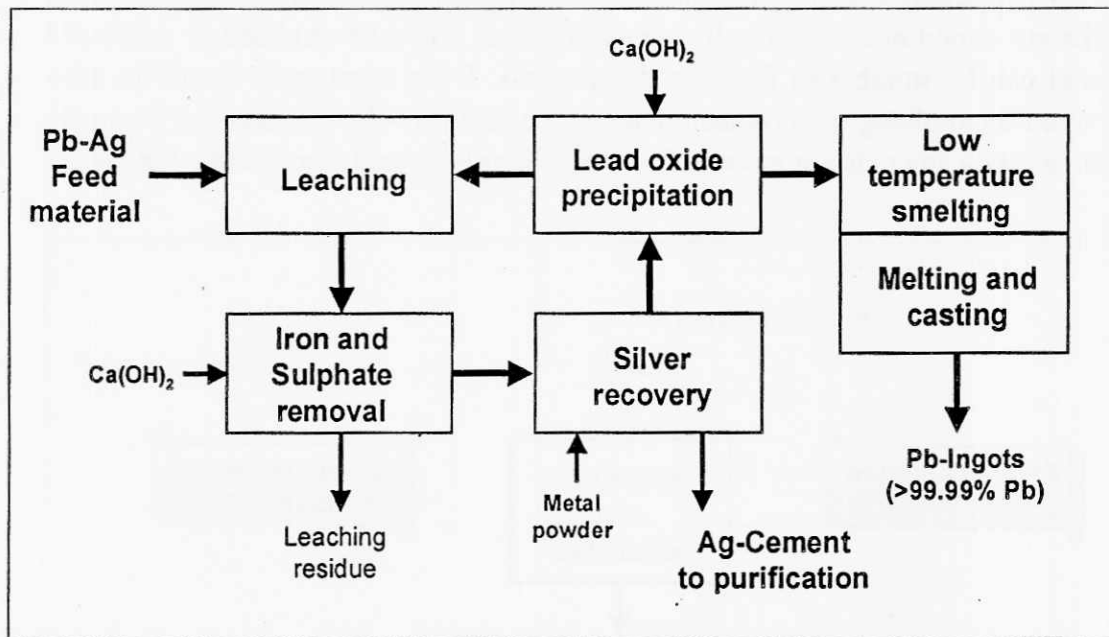 Ca(OH)₂
Pb-Ag
Feed
material
Leaching
Lead oxide
precipitation
Low
temperature
smelting
Melting and
casting
Ca(OH)₂
Iron and
Sulphate
removal
Silver
recovery
Pb-Ingots
(>99.99% Pb)
Metal
powder
Leaching
residue
Ag-Cement
to purification